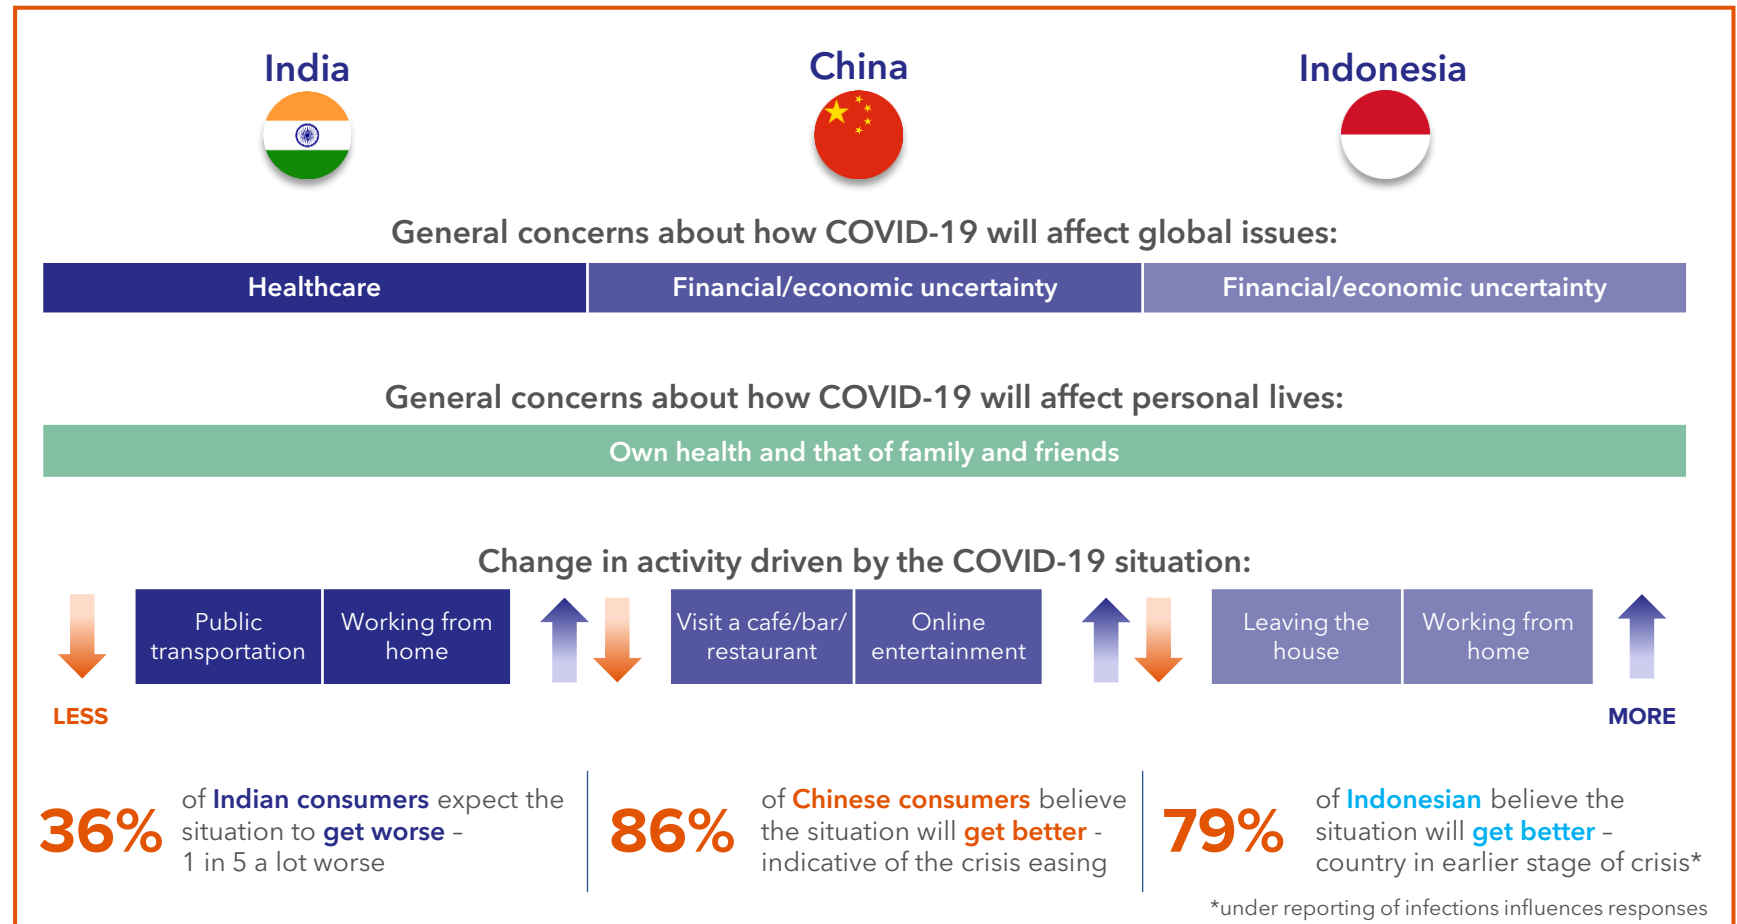 India
China
Indonesia
General concerns about how COVID-19 will affect global issues:
Healthcare
Financial/economic uncertainty
Financial/economic uncertainty
General concerns about how COVID-19 will affect personal lives:
Own health and that of family and friends
Change in activity driven by the COVID-19 situation:
Public
transportation
Working from
home
Visit a café/bar/
restaurant
Online
entertainment
Leaving the
house
Working from
home
LESS
MORE
36%
of Indian consumers expect the
situation to get worse –
1 in 5 a lot worse
86%
of Chinese consumers believe
the situation will get better -
indicative of the crisis easing
79%
of Indonesian believe the
situation will get better –
country in earlier stage of crisis*
*under reporting of infections influences responses